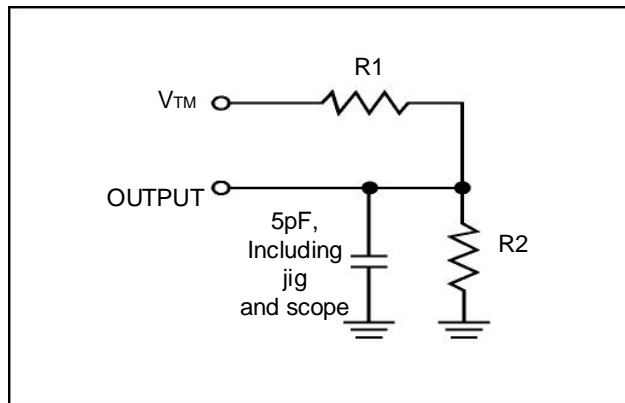 R1
VTM
OUTPUT
5pF,
Including
jig
and scope
R2